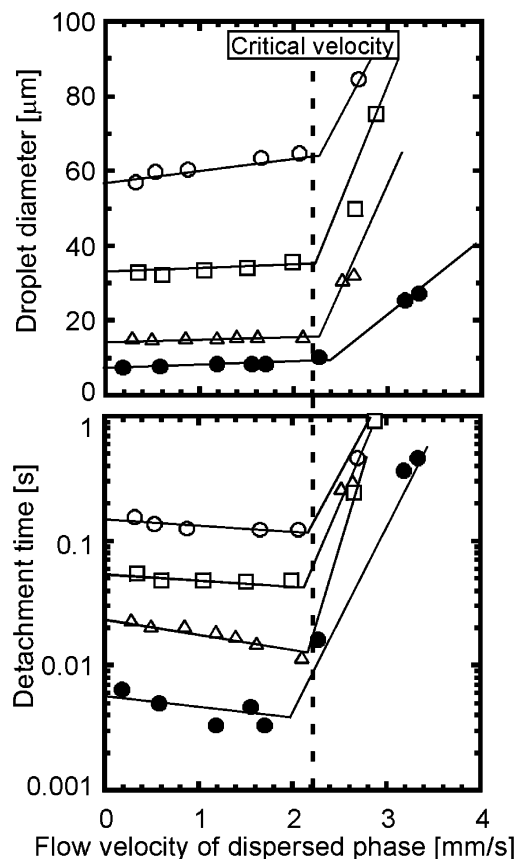 100
Critical velocity
80
60
40
20
0
Droplet diameter [μm]
1
0.1
0.01
0.001
Detachment time [s]
0 1 2 3 4
Flow velocity of dispersed phase [mm/s]